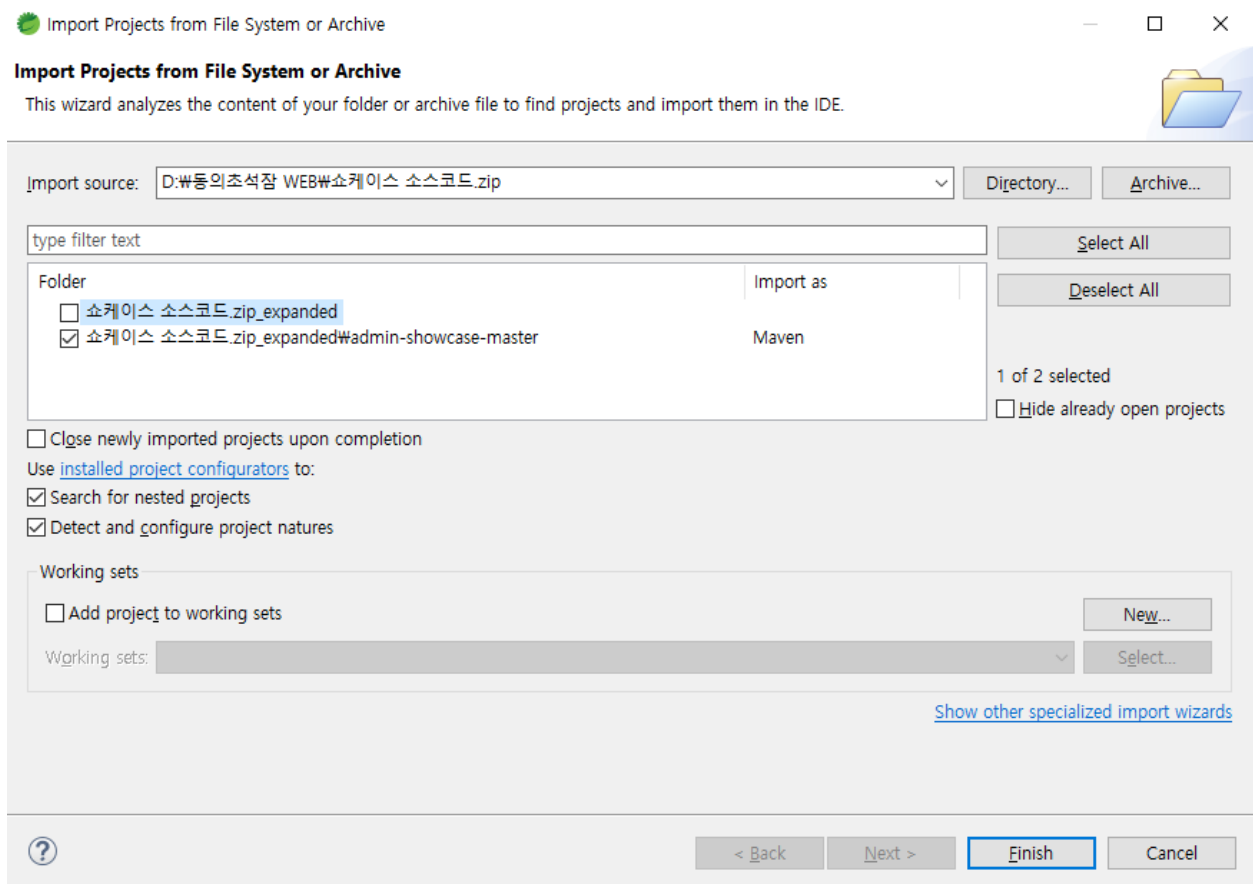 Import Projects from File System or Archive
Import Projects from File System or Archive
This wizard analyzes the content of your folder or archive file to find projects and import them in the IDE.
Import source: D:₩동의초석잠 WEB₩쇼케이스 소스코드.zip Directory... Archive...
type filter text
Select All
Folder Import as
Deselect All
쇼케이스 소스코드.zip_expanded
쇼케이스 소스코드.zip_expanded₩admin-showcase-master Maven
1 of 2 selected
Hide already open projects
Close newly imported projects upon completion
Use installed project configurators to:
Search for nested projects
Detect and configure project natures
Working sets
Add project to working sets New...
Working sets: Select...
Show other specialized import wizards
? < Back Next > Finish Cancel